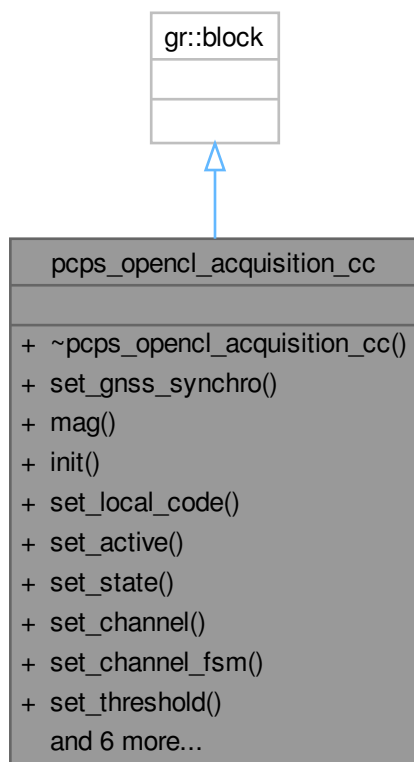 gr::block
pcps_opencl_acquisition_cc
+ ~pcps_opencl_acquisition_cc()
+ set_gnss_synchro()
+ mag()
+ init()
+ set_local_code()
+ set_active()
+ set_state()
+ set_channel()
+ set_channel_fsm()
+ set_threshold()
and 6 more...